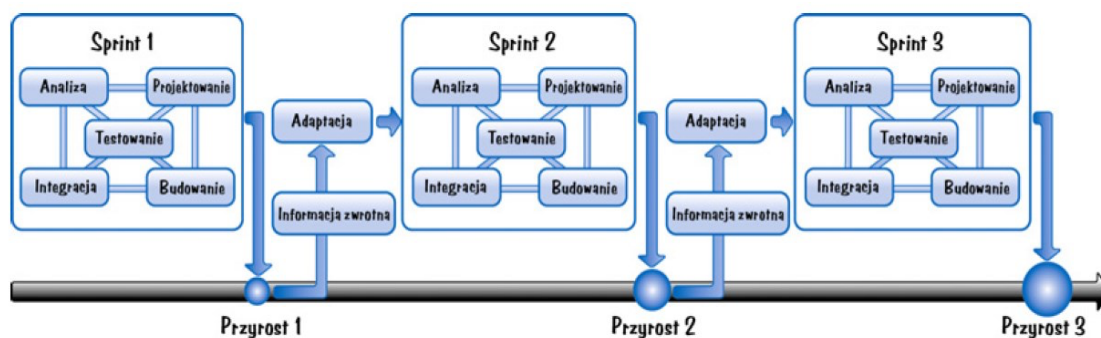 Sprint 1
Analiza
Projektowanie
Testowanie
Integracja
Budowanie
Adaptacja
Informacja zwrotna
Przyrost 1
Sprint 2
Analiza
Projektowanie
Testowanie
Integracja
Budowanie
Adaptacja
Informacja zwrotna
Przyrost 2
Sprint 3
Analiza
Projektowanie
Testowanie
Integracja
Budowanie
Przyrost 3